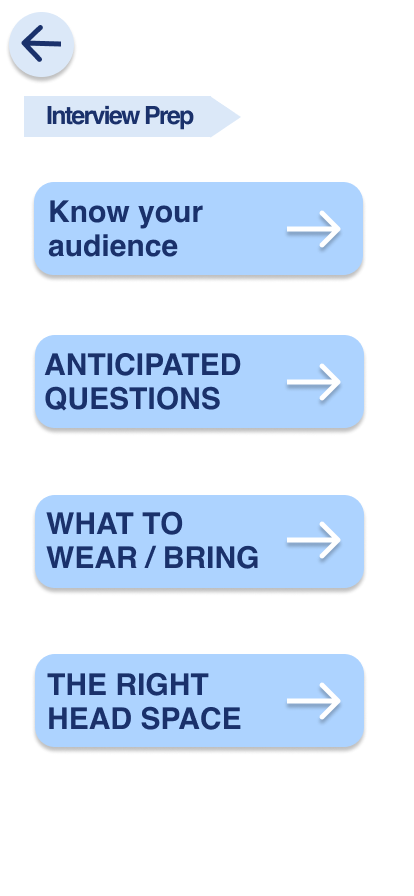 Interview Prep
Know your
audience
ANTICIPATED
QUESTIONS
WHAT TO
WEAR / BRING
THE RIGHT
HEAD SPACE